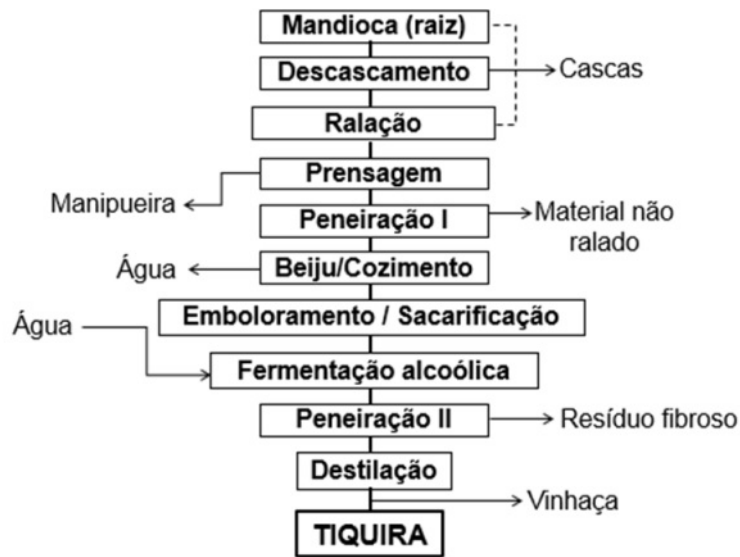 Mandioca (raiz)
Descascamento
Cascas
Ralação
Prensagem
Manipueira
Peneiração I
Material não
ralado
Água
Beiju/Cozimento
Emboloramento / Sacarificação
Água
Fermentação alcoólica
Peneiração II
Resíduo fibroso
Destilação
Vinhaça
TIQUIRA